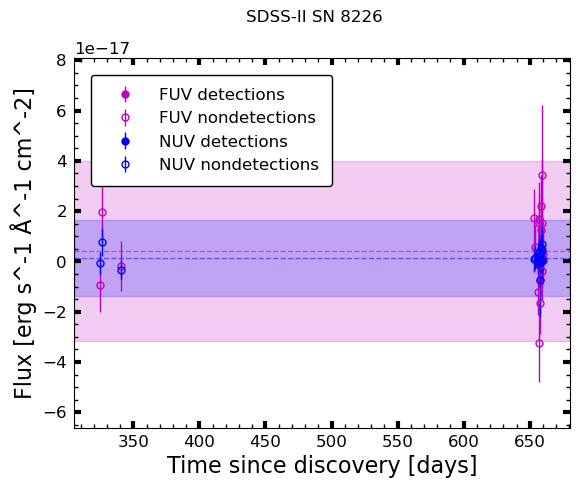 SDSS-II SN 8226
1e−17
FUV detections
FUV nondetections
NUV detections
NUV nondetections
8
6
4
2
0
−2
−4
−6
Flux [erg s^-1 Å^-1 cm^-2]
350
400
450
500
550
600
650
Time since discovery [days]